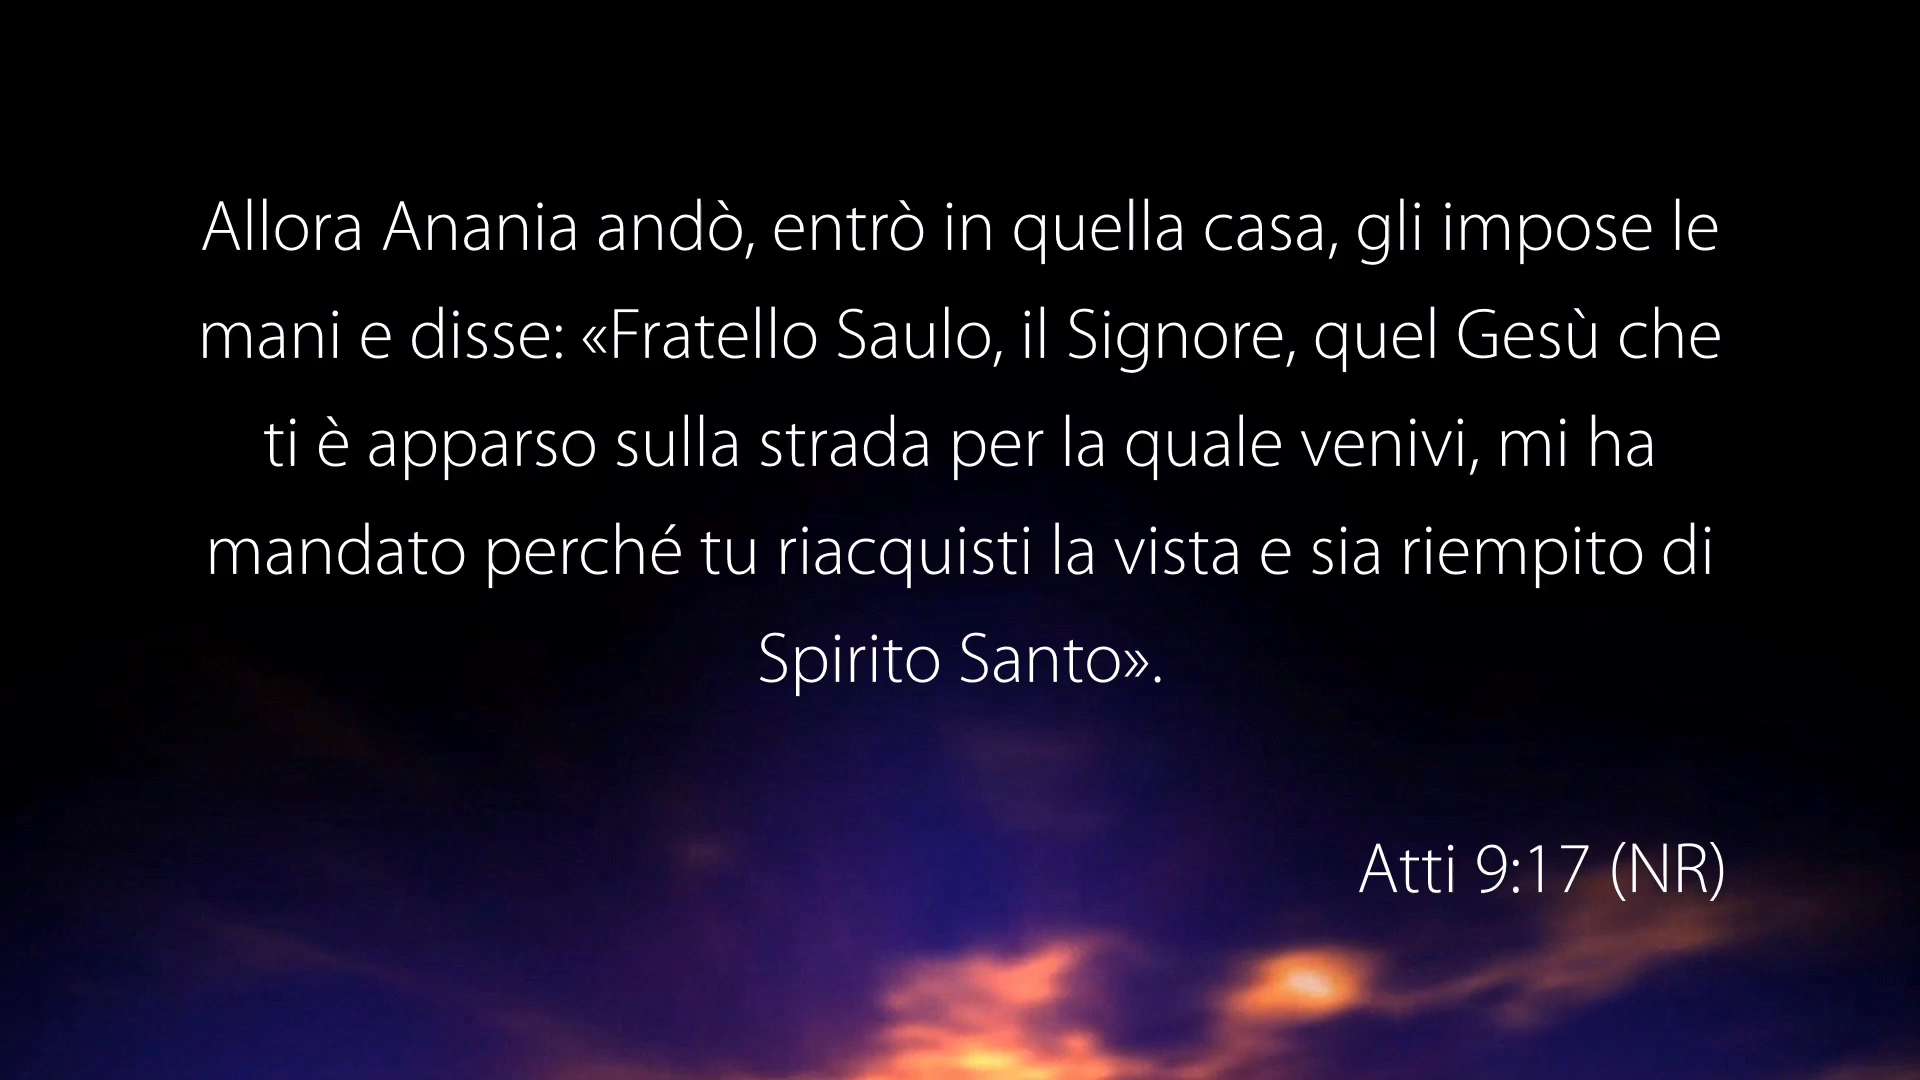 Allora Anania andò, entrò in quella casa, gli impose le
mani e disse: «Fratello Saulo, il Signore, quel Gesù che
ti è apparso sulla strada per la quale venivi, mi ha
mandato perché tu riacquisti la vista e sia riempito di
Spirito Santo».
Atti 9:17 (NR)